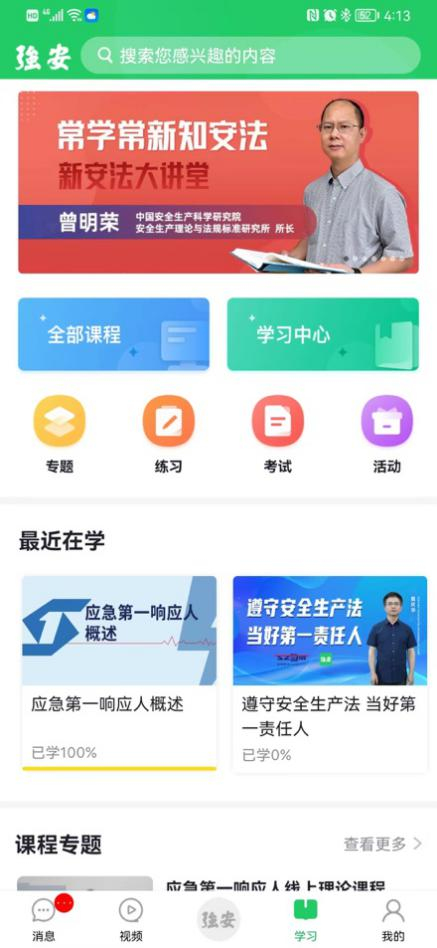 HD 4G 52 4:13
強安 搜索您感兴趣的内容
常学常新知安法
新安法大讲堂
曾明荣
中国安全生产科学研究院
安全生产理论与法规标准研究所 所长
全部课程
学习中心
专题 练习 考试 活动
最近在学
应急第一响应人
概述
遵守安全生产法
当好第一责任人
应急第一响应人概述
已学100%
遵守安全生产法 当好第
一责任人
已学0%
课程专题 查看更多
应急第一响应人线上理论课程
消息 视频 強安 学习 我的